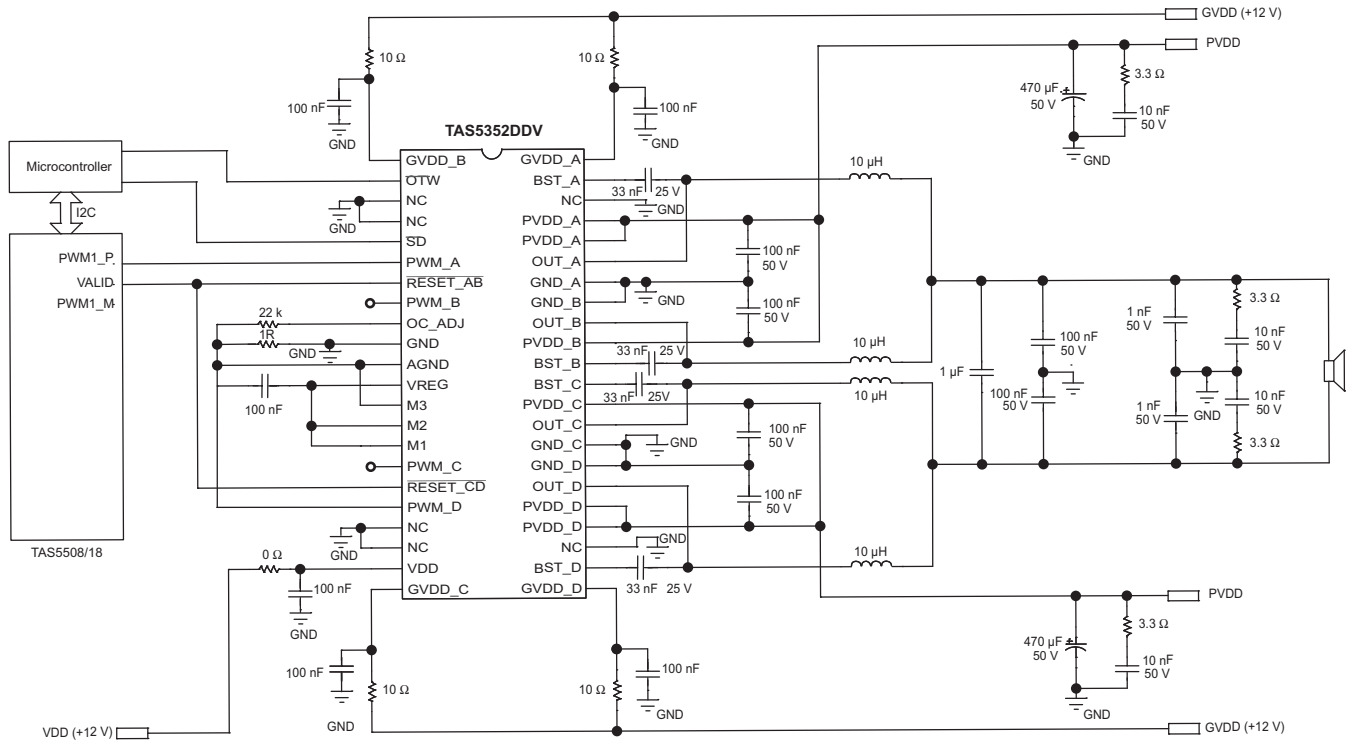 GVDD (+12 V)
PVDD
10 Ω
10 Ω
3.3 Ω
470 µF
50 V
10 nF
50 V
100 nF
GND
100 nF
GND
GND
TAS5352DDV
Microcontroller
I2C
PWM1_P
VALID
PWM1_M
TAS5508/18
GVDD_B
OTW
NC
NC
SD
PWM_A
RESET_AB
PWM_B
OC_ADJ
GND
AGND
VREG
M3
M2
M1
PWM_C
RESET_CD
PWM_D
NC
NC
VDD
GVDD_C
GVDD_A
BST_A
NC
PVDD_A
PVDD_A
OUT_A
GND_A
GND_B
OUT_B
PVDD_B
BST_B
BST_C
PVDD_C
OUT_C
GND_C
GND_D
OUT_D
PVDD_D
PVDD_D
NC
BST_D
GVDD_D
GND
22 k
1R
GND
100 nF
GND
0 Ω
100 nF
GND
33 nF 25 V
GND
10 µH
100 nF
50 V
GND
100 nF
50 V
33 nF 25 V
10 µH
33 nF 25V
10 µH
GND
100 nF
50 V
100 nF
50 V
GND
33 nF 25 V
10 µH
1 µF
100 nF
50 V
100 nF
50 V
1 nF
50 V
GND
1 nF
50 V
3.3 Ω
10 nF
50 V
10 nF
50 V
3.3 Ω
PVDD
3.3 Ω
470 µF
50 V
10 nF
50 V
GND
100 nF
10 Ω
GND
10 Ω
100 nF
GND
VDD (+12 V)
GVDD (+12 V)